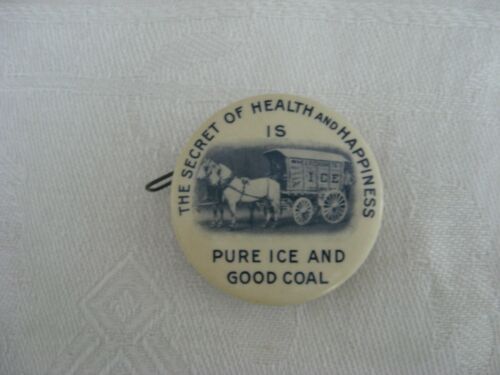 THE SECRET OF HEALTH AND HAPPINESS
IS
ICE
PURE ICE AND
GOOD COAL